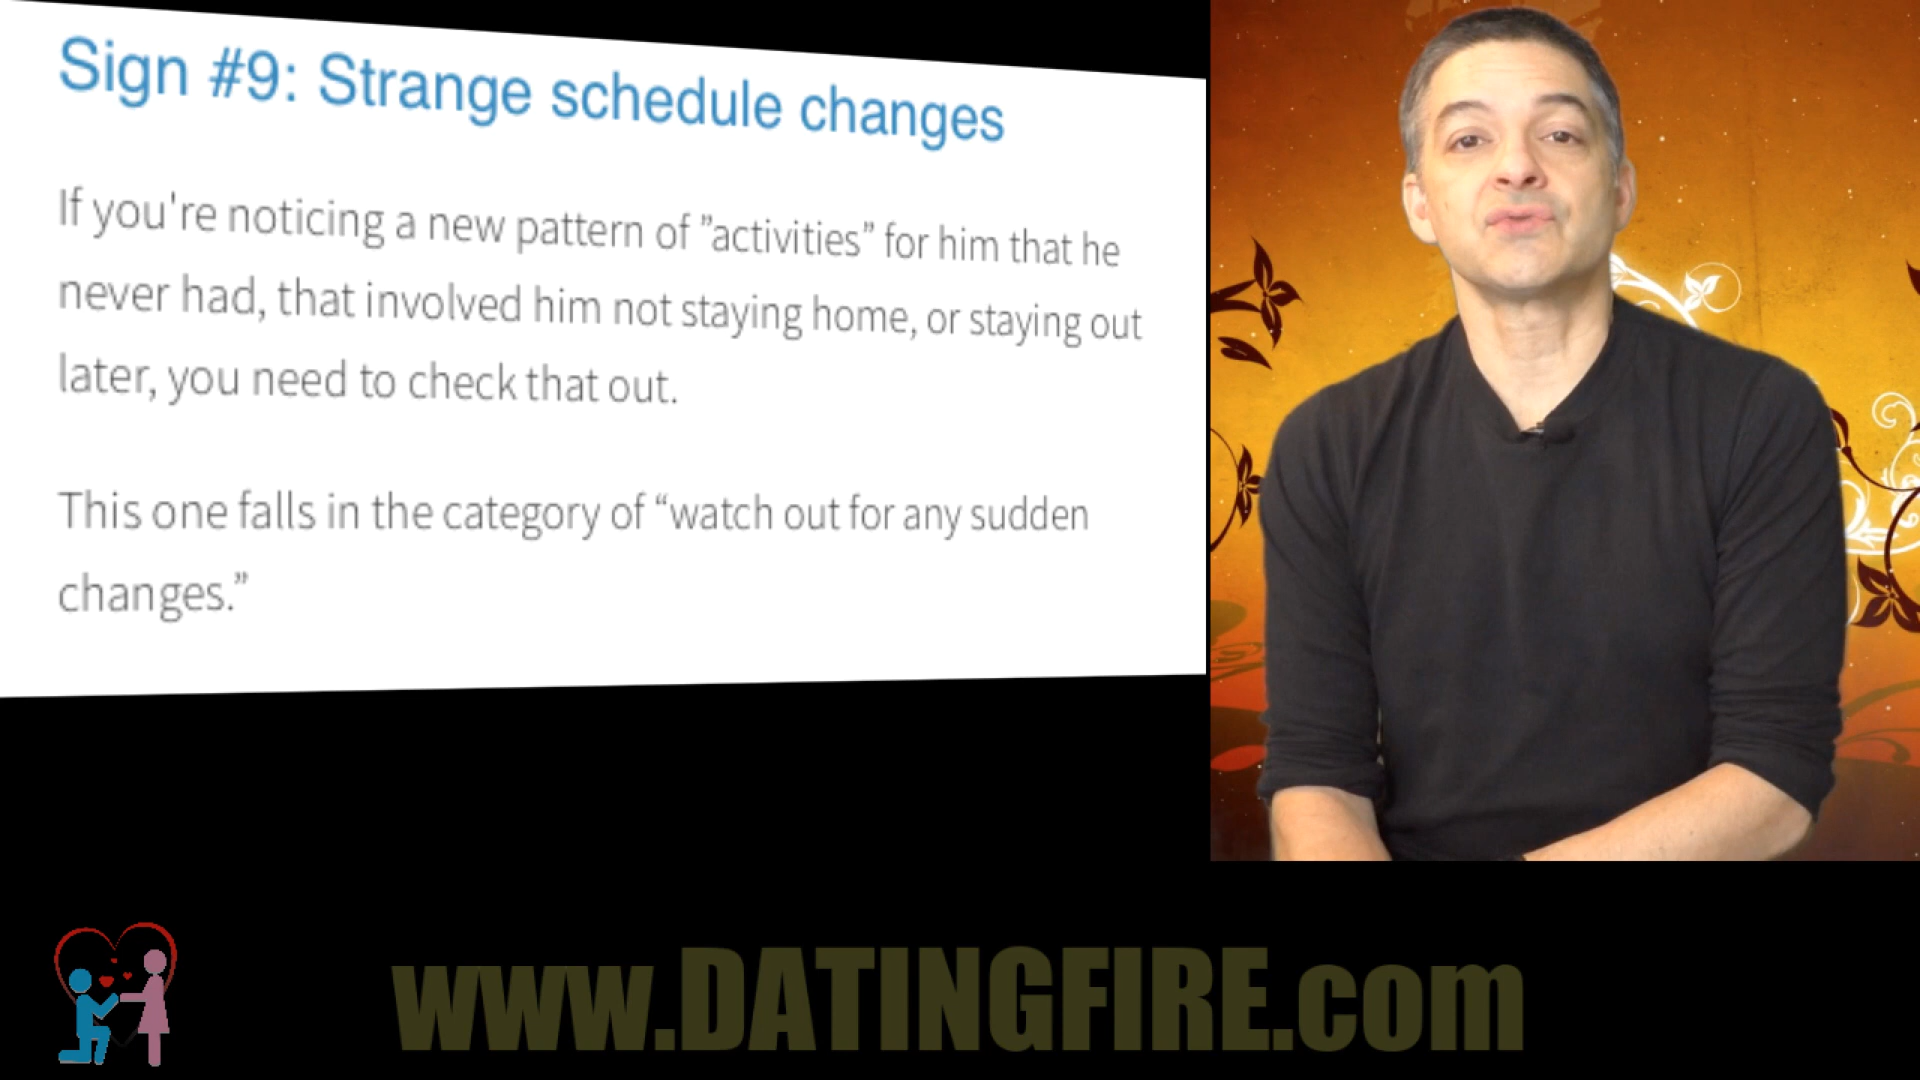 Sign #9: Strange schedule changes
If you're noticing a new pattern of ”activities” for him that he
never had, that involved him not staying home, or staying out
later, you need to check that out.
This one falls in the category of “watch out for any sudden
changes.”
www.DATINGFIRE.com